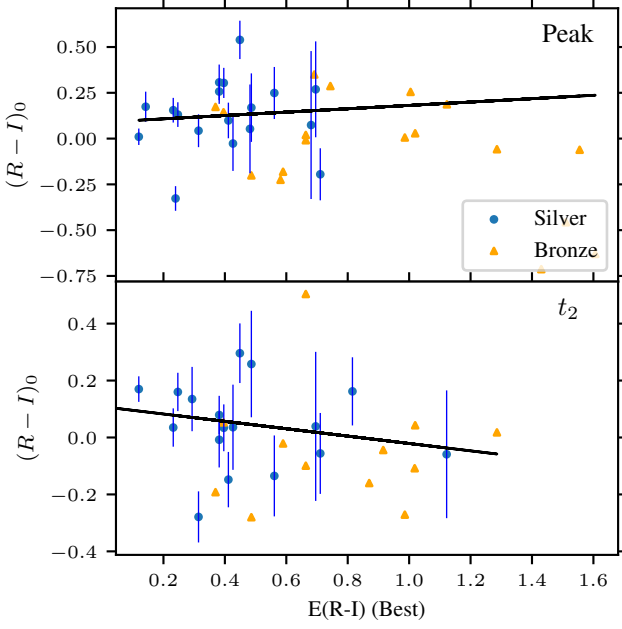 Peak
0.50
0.25
0.00
−0.25
−0.50
−0.75
(R − I)₀
Silver
Bronze
t₂
0.4
0.2
0.0
−0.2
−0.4
(R − I)₀
0.2 0.4 0.6 0.8 1.0 1.2 1.4 1.6
E(R-I) (Best)